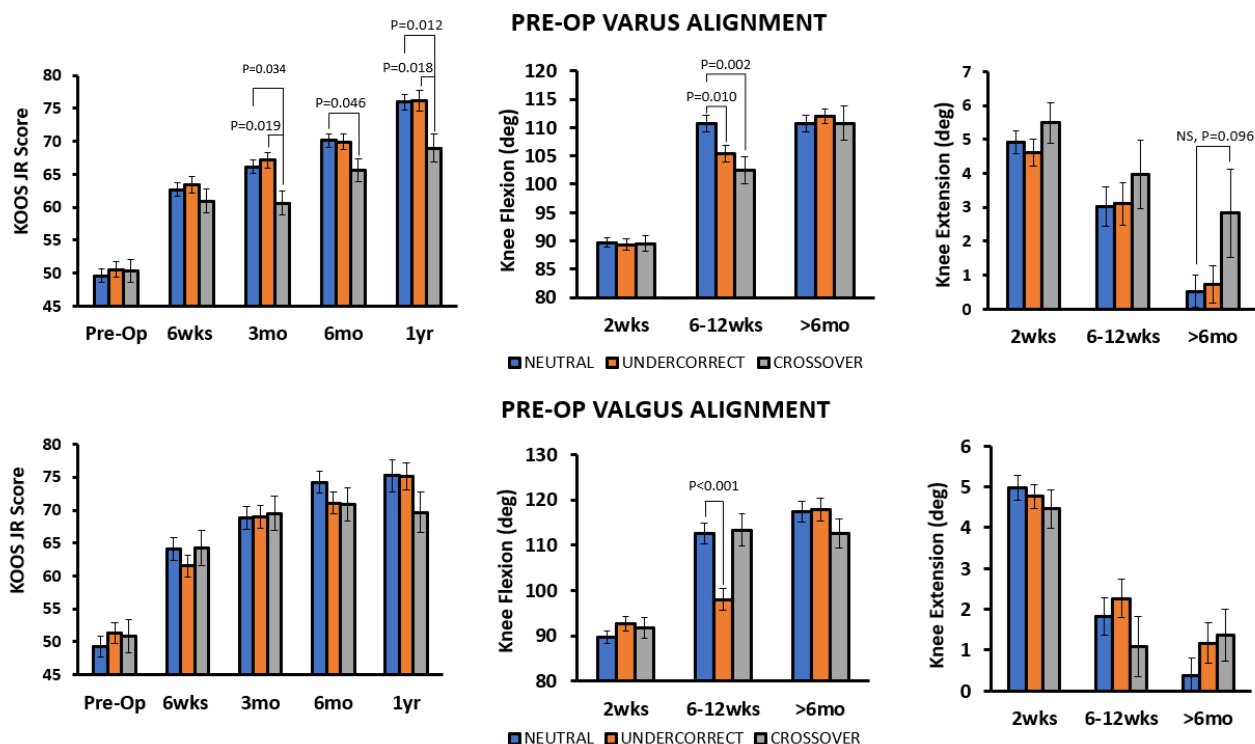 PRE-OP VARUS ALIGNMENT
KOOS JR Score
80
75
70
65
60
55
50
45
P=0.034
P=0.019
P=0.046
P=0.012
P=0.018
Pre-Op 6wks 3mo 6mo 1yr
Knee Flexion (deg)
120
115
110
105
100
95
90
85
80
P=0.002
P=0.010
2wks 6-12wks >6mo
NEUTRAL UNDERCORRECT CROSSOVER
Knee Extension (deg)
7
6
5
4
3
2
1
0
NS, P=0.096
2wks 6-12wks >6mo
PRE-OP VALGUS ALIGNMENT
KOOS JR Score
80
75
70
65
60
55
50
45
Pre-Op 6wks 3mo 6mo 1yr
Knee Flexion (deg)
130
120
110
100
90
80
P<0.001
2wks 6-12wks >6mo
NEUTRAL UNDERCORRECT CROSSOVER
Knee Extension (deg)
6
5
4
3
2
1
0
2wks 6-12wks >6mo